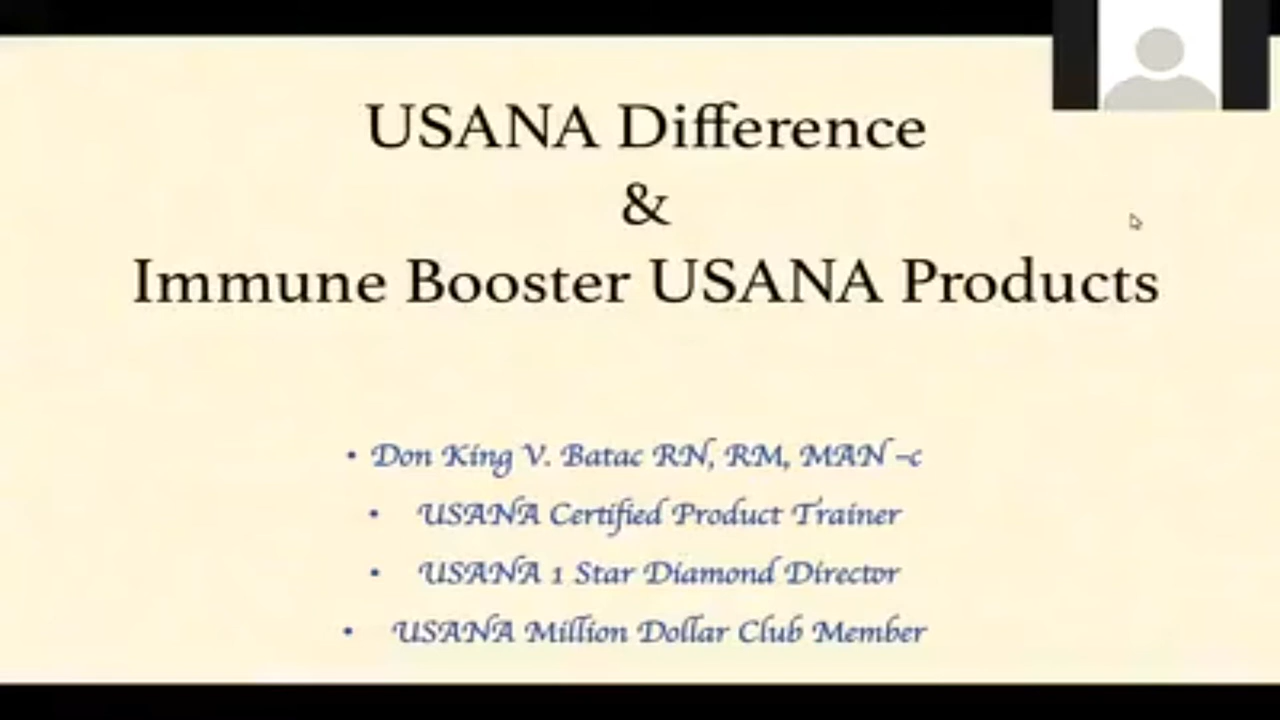 USANA Difference
&
Immune Booster USANA Products
• Don King V. Batac RN, RM, MAN –c
• USANA Certified Product Trainer
• USANA 1 Star Diamond Director
• USANA Million Dollar Club Member